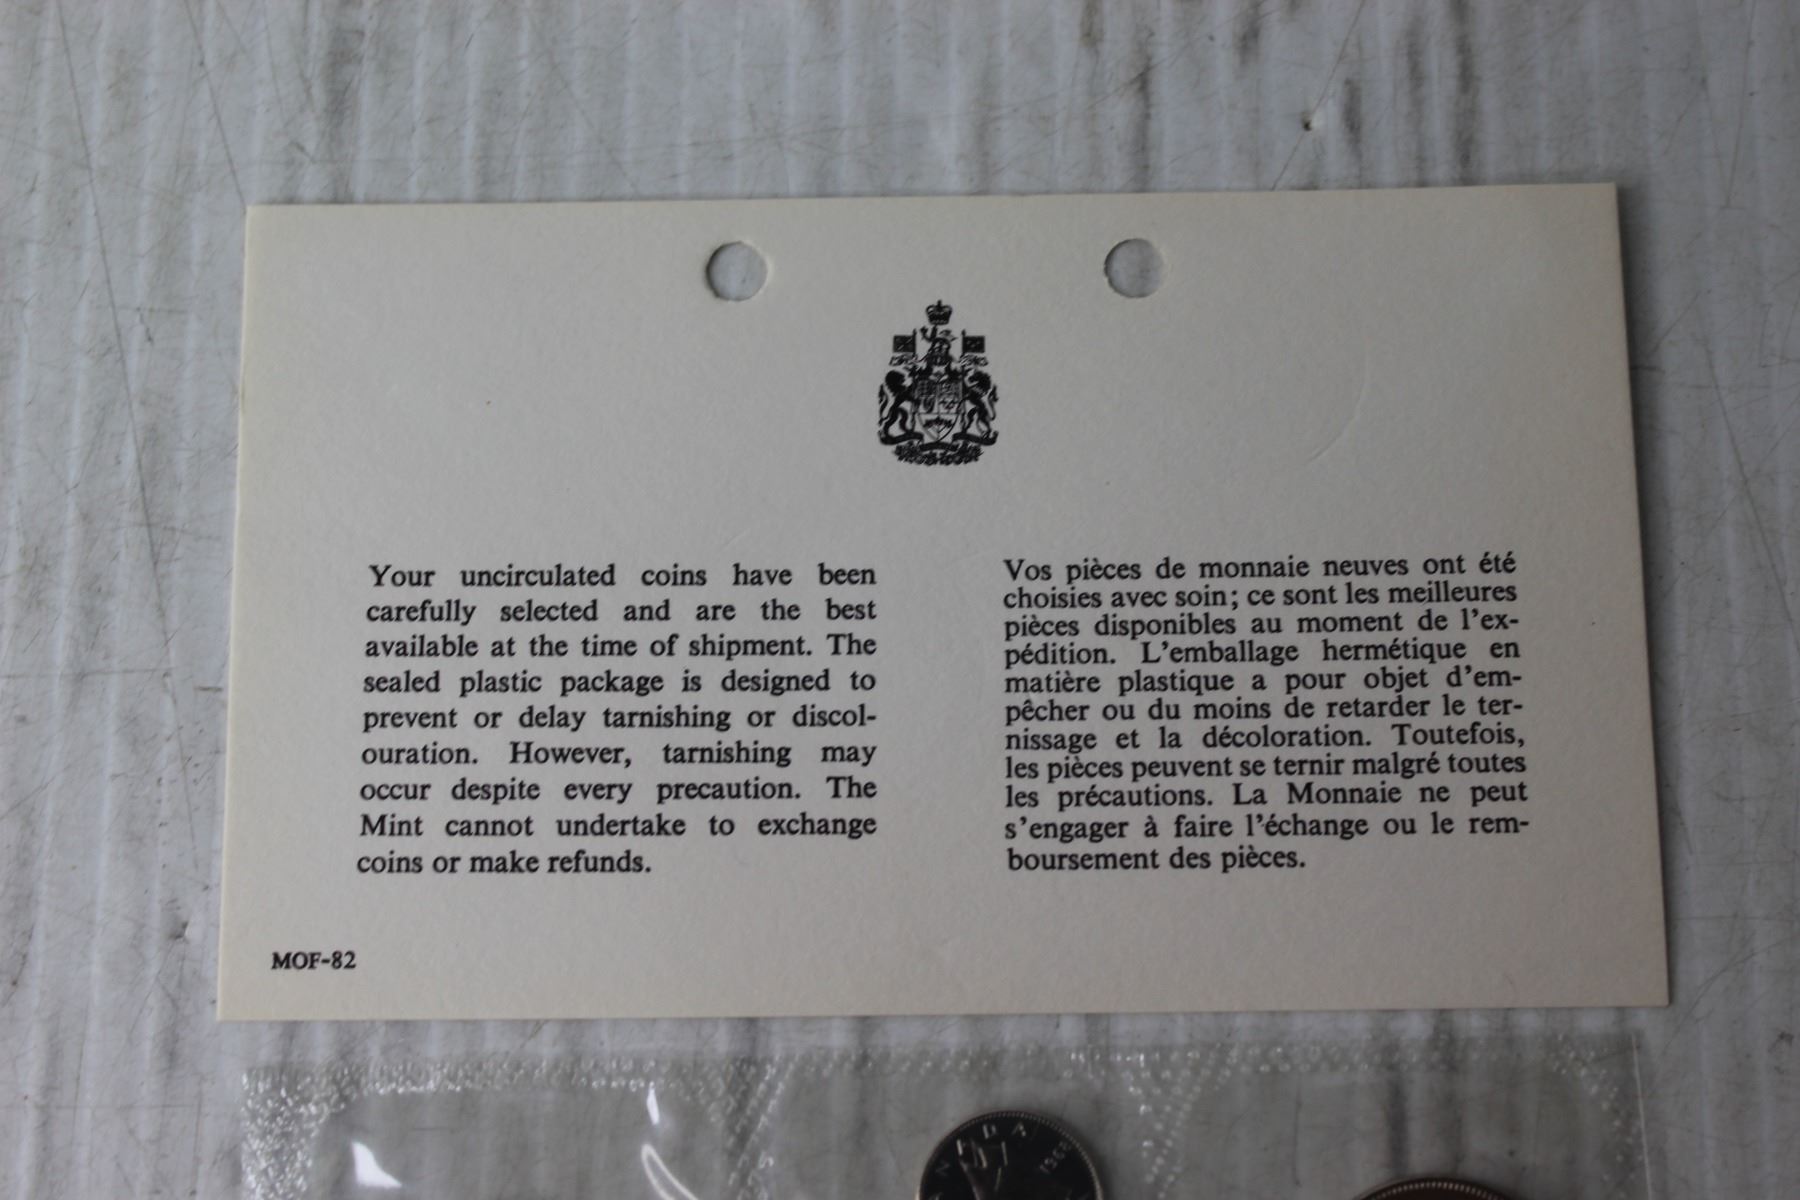 Your uncirculated coins have been
carefully selected and are the best
available at the time of shipment. The
sealed plastic package is designed to
prevent or delay tarnishing or discol-
ouration. However, tarnishing may
occur despite every precaution. The
Mint cannot undertake to exchange
coins or make refunds.
Vos pièces de monnaie neuves ont été
choisies avec soin; ce sont les meilleures
pièces disponibles au moment de l'ex-
pédition. L'emballage hermétique en
matière plastique a pour objet d'em-
pêcher ou du moins de retarder le ter-
nissage et la décoloration. Toutefois,
les pièces peuvent se ternir malgré toutes
les précautions. La Monnaie ne peut
s'engager à faire l'échange ou le rem-
boursement des pièces.
MOF-82
NADA 1968